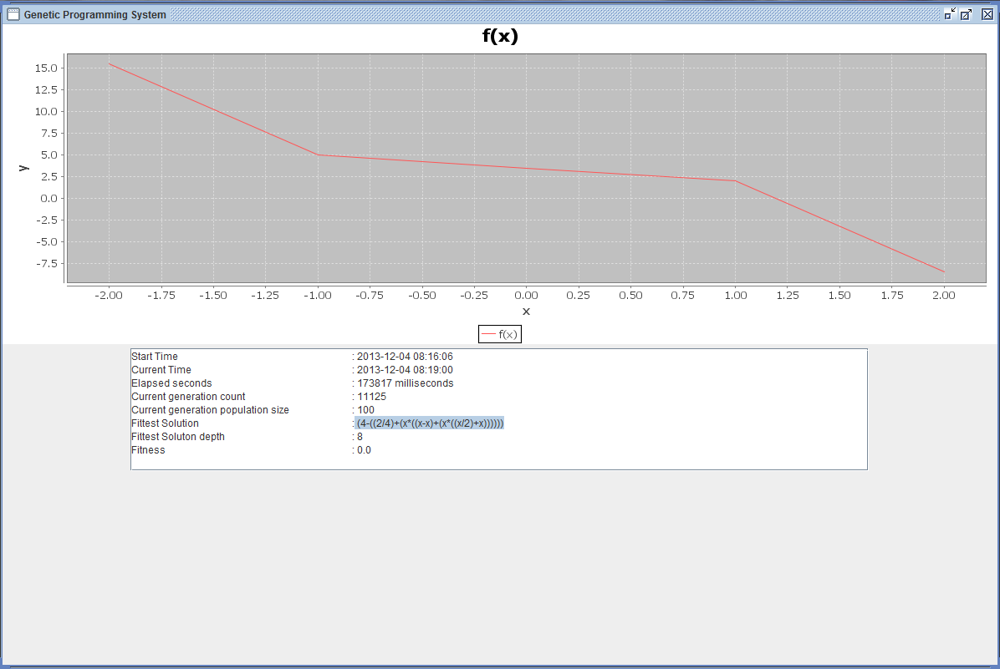 Genetic Programming System
f(x)
15.0
12.5
10.0
7.5
5.0
2.5
0.0
-2.5
-5.0
-7.5
y
-2.00 -1.75 -1.50 -1.25 -1.00 -0.75 -0.50 -0.25 0.00 0.25 0.50 0.75 1.00 1.25 1.50 1.75 2.00
x
f(x)
Start Time : 2013-12-04 08:16:06
Current Time : 2013-12-04 08:19:00
Elapsed seconds : 173817 milliseconds
Current generation count : 11125
Current generation population size : 100
Fittest Solution : (4-((2/4)+(x*((x-x)+(x*((x/2)+x))))))
Fittest Soluton depth : 8
Fitness : 0.0